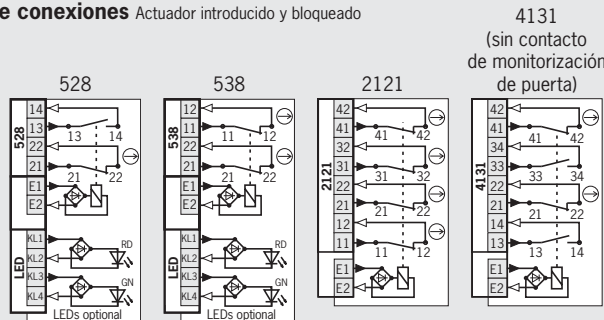 e conexiones Actuador introducido y bloqueado
528
14
13
22
21
E1
E2
KL1
KL2
KL3
KL4
528
LED
13 14
21 22
RD
GN
LEDs optional
538
12
11
22
21
E1
E2
KL1
KL2
KL3
KL4
538
LED
11 12
21 22
RD
GN
LEDs optional
2121
42
41
32
31
22
21
12
11
E1
E2
2121
41 42
31 32
21 22
11 12
4131
(sin contacto
de monitorización
de puerta)
42
41
34
33
22
21
14
13
E1
E2
4131
41 42
33 34
21 22
13 14